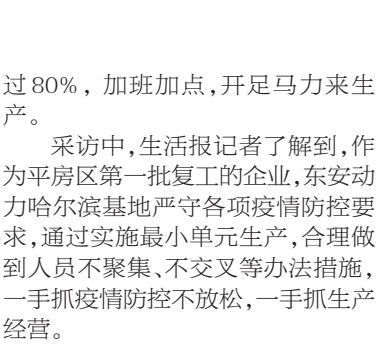 过80%，加班加点,开足马力来生
产。
采访中,生活报记者了解到,作
为平房区第一批复工的企业,东安动
力哈尔滨基地严守各项疫情防控要
求,通过实施最小单元生产,合理做
到人员不聚集、不交叉等办法措施,
一手抓疫情防控不放松,一手抓生产
经营。